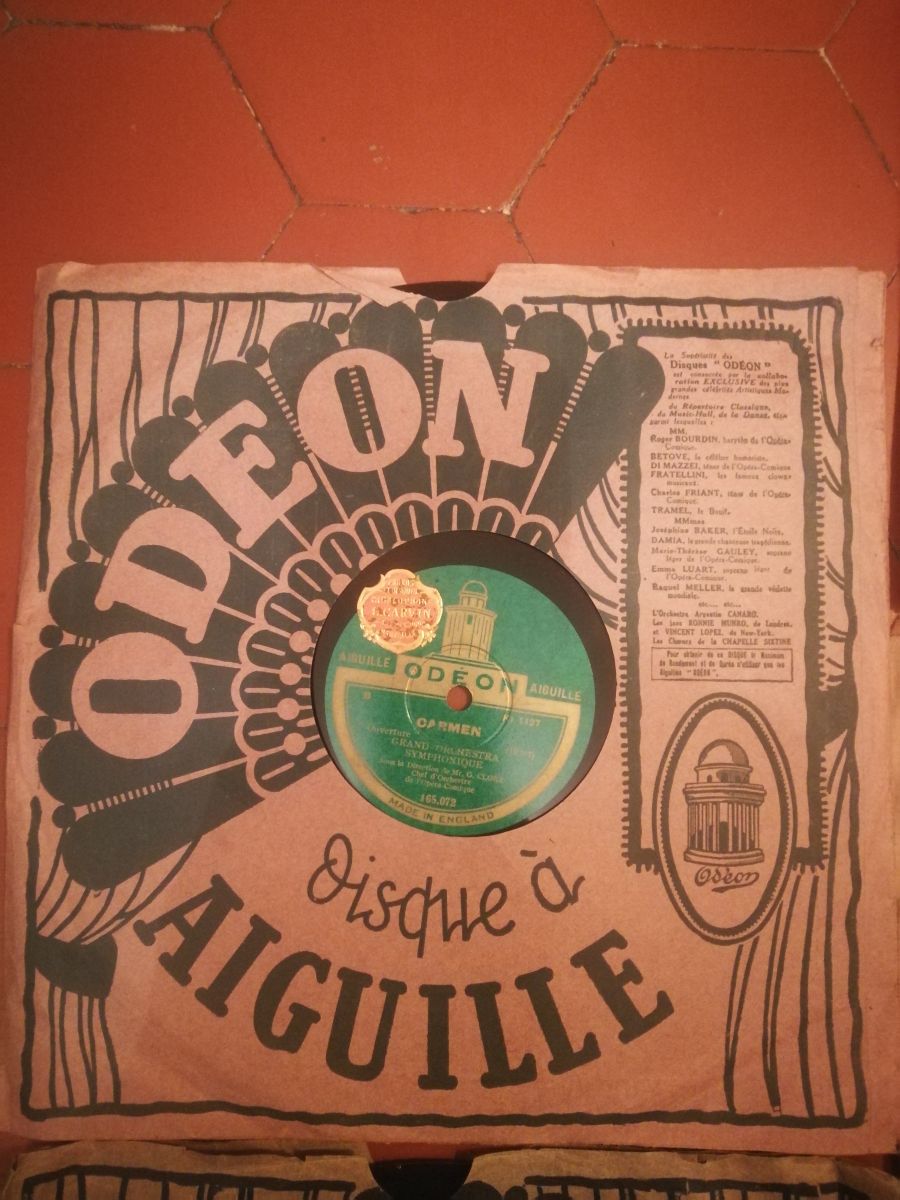 ODEON
La Supériorité des
Disques " ODÉON "
est consacrée par la collabo-
ration EXCLUSIVE des plus
grandes célébrités Artistiques Mo-
dernes
du Répertoire Classique,
du Music-Hall, de la Danse,
parmi lesquelles :
MM.
Roger BOURDIN, baryton de l'Opéra-
Comique.
BETOVE, le célèbre humoriste.
DI MAZZEI, ténor de l'Opéra-Comique
FRATELLINI, les fameux clowns
musicaux.
Charles FRIANT, ténor de l'Opéra-
Comique.
TRAMEL, le Bouif.
MMmes
Joséphine BAKER, l'Étoile Noire.
DAMIA, la grande chanteuse tragédienne.
Marie-Thérèse GAULEY, soprano
léger de l'Opéra-Comique.
Emma LUART, soprano léger de
l'Opéra-Comique.
Raquel MELLER, la grande vedette
mondiale.
etc... etc...
L'Orchestre Argentin CANARO.
Les jazz RONNIE MUNRO, de Londres,
et VINCENT LOPEZ, de New-York.
Les Chœurs de la CHAPELLE SIXTINE
Pour obtenir de ce DISQUE le Maximum
de Rendement et de Durée n'utiliser que les
Aiguilles "ODÉON".
Odéon
L. GARVIN
AIGUILLE ODÉON AIGUILLE
CARMEN
Ouverture
GRAND ORCHESTRA
SYMPHONIQUE
Sous la Direction de Mr. G. CLOEZ
Chef d'Orchestre
de l'Opéra-Comique
165.072
MADE IN ENGLAND
Disque à
AIGUILLE